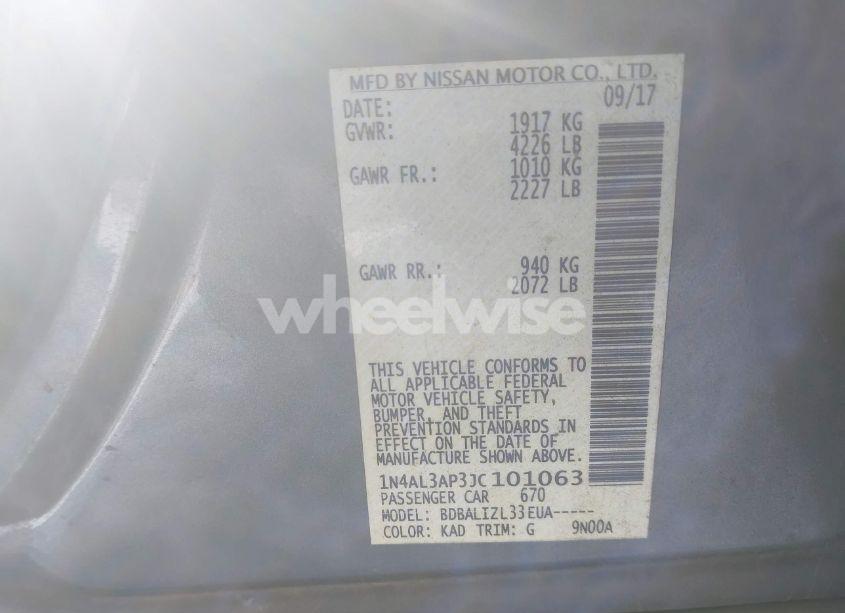 MFD BY NISSAN MOTOR CO., LTD.
DATE: 09/17
GVWR: 1917 KG
4226 LB
GAWR FR.: 1010 KG
2227 LB
GAWR RR.: 940 KG
2072 LB
wheelwise
THIS VEHICLE CONFORMS TO
ALL APPLICABLE FEDERAL
MOTOR VEHICLE SAFETY,
BUMPER, AND THEFT
PREVENTION STANDARDS IN
EFFECT ON THE DATE OF
MANUFACTURE SHOWN ABOVE.
1N4AL3AP3JC101063
PASSENGER CAR 670
MODEL: BDBALIZL33EUA-----
COLOR: KAD TRIM: G 9N00A